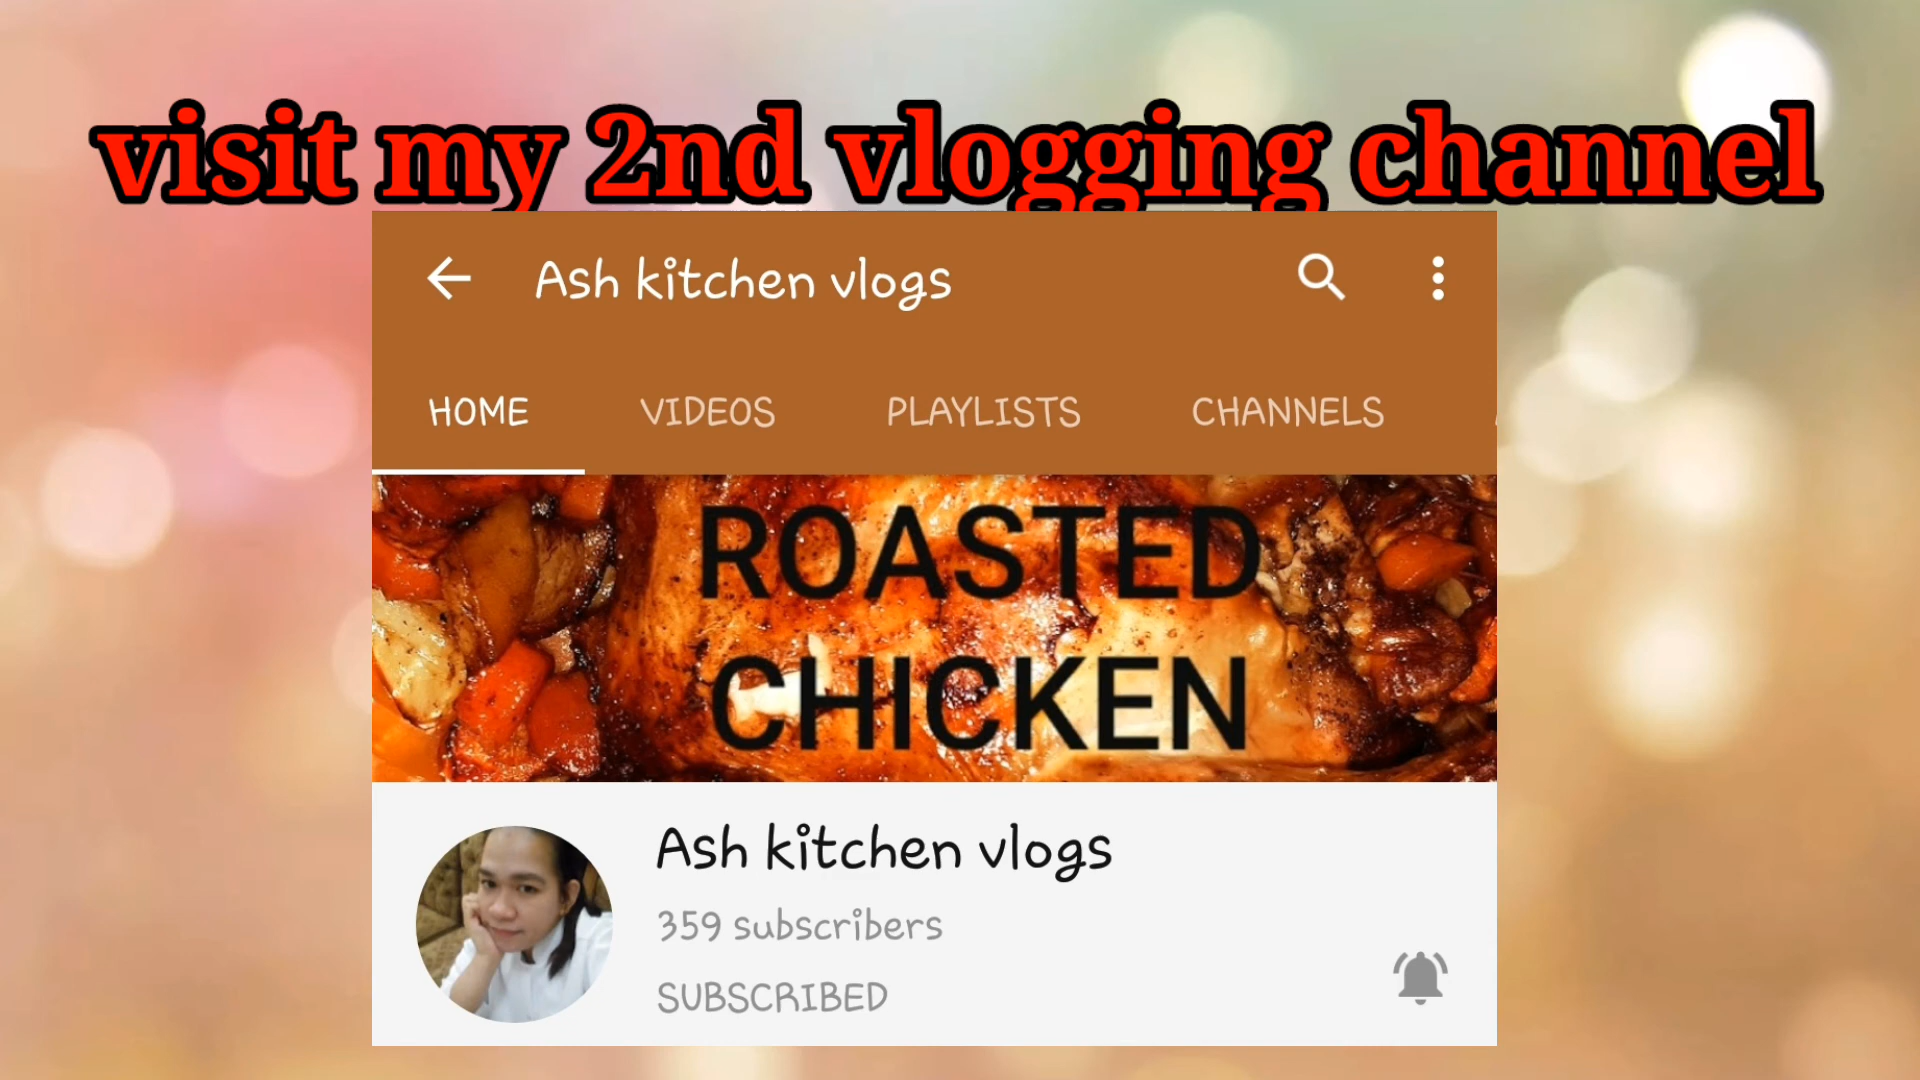 visit my 2nd vlogging channel
Ash kitchen vlogs
HOME VIDEOS PLAYLISTS CHANNELS
ROASTED
CHICKEN
Ash kitchen vlogs
359 subscribers
SUBSCRIBED